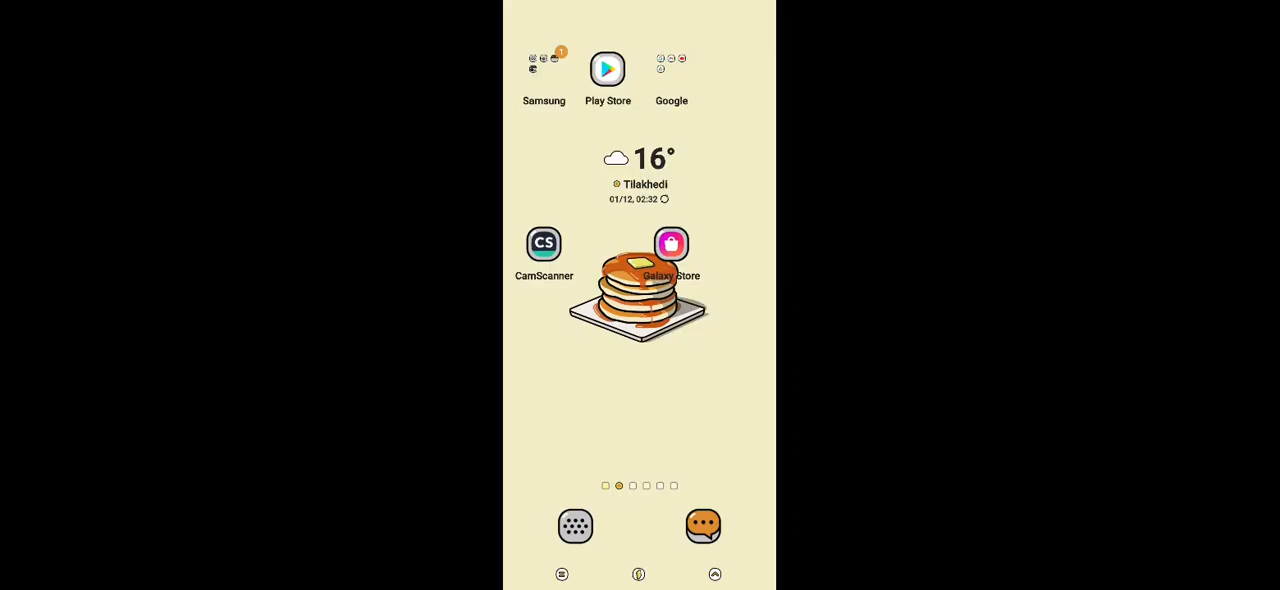 1
Samsung Play Store Google
16°
Tilakhedi
01/12, 02:32
CS
CamScanner Galaxy Store